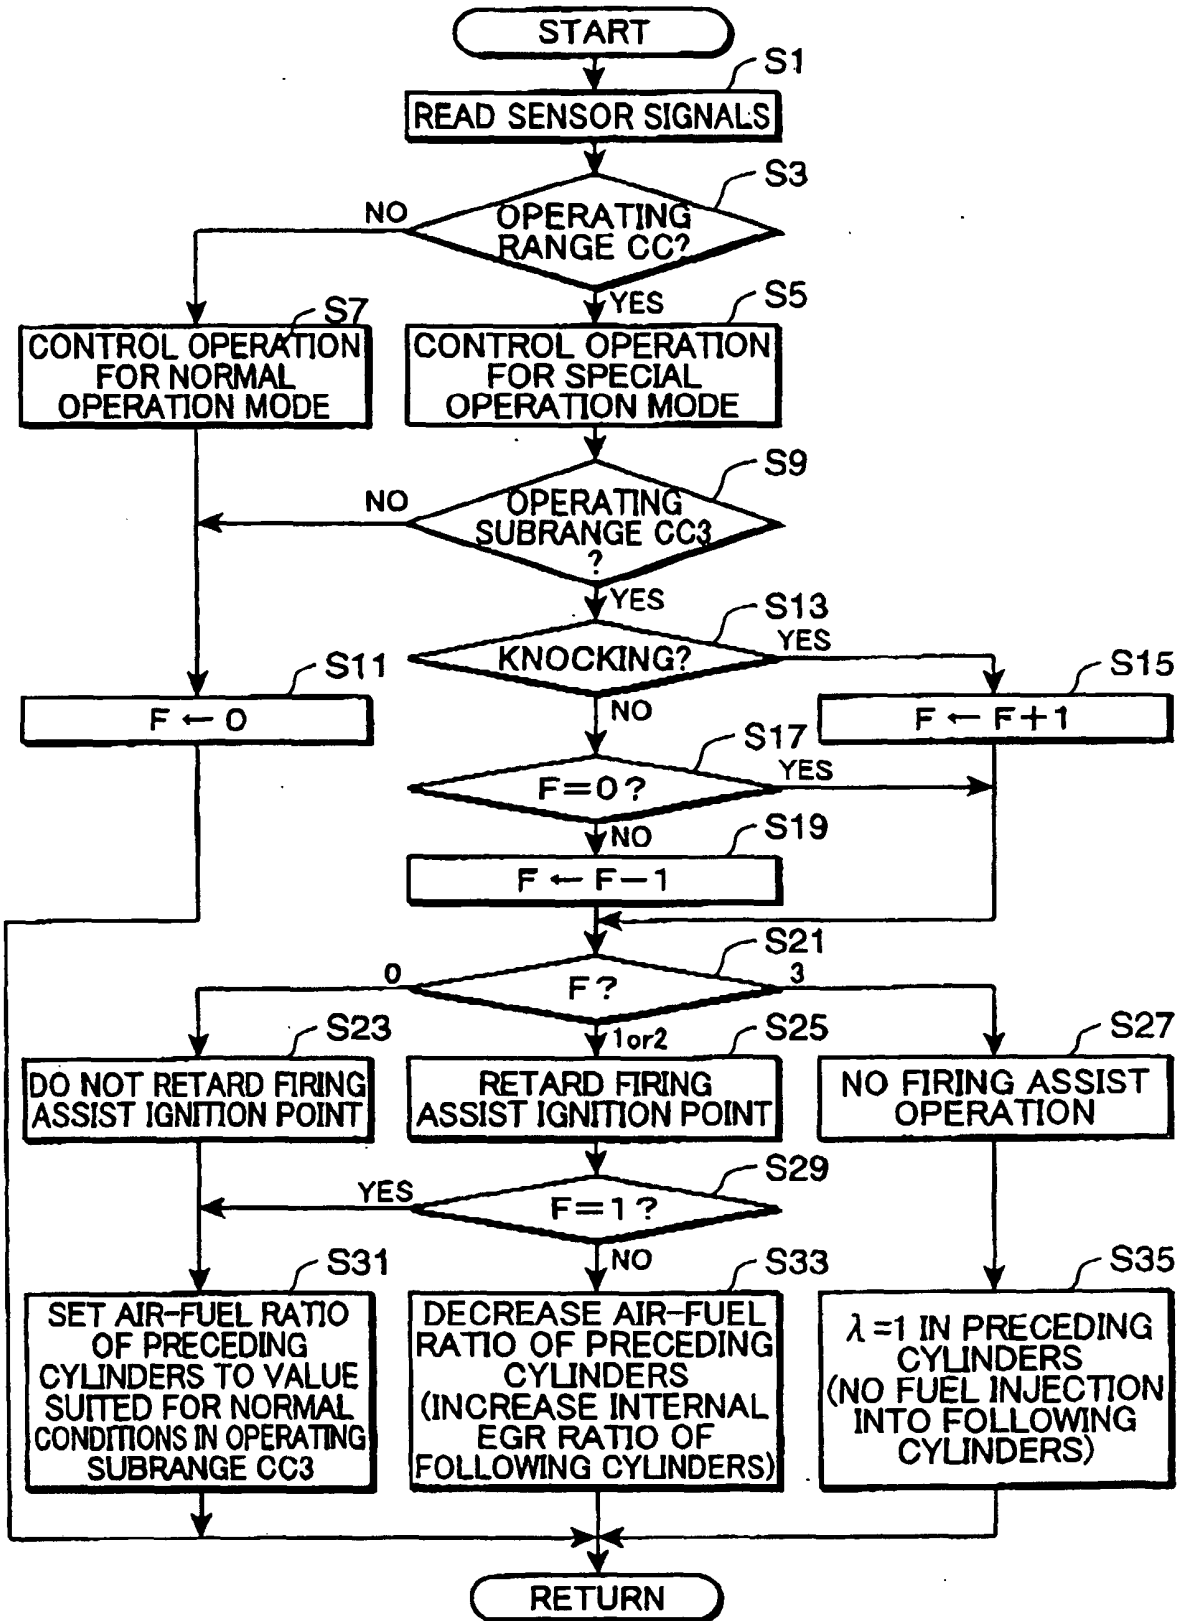 START
S1
READ SENSOR SIGNALS
S3
OPERATING
RANGE CC?
NO
YES
S7
CONTROL OPERATION
FOR NORMAL
OPERATION MODE
S5
CONTROL OPERATION
FOR SPECIAL
OPERATION MODE
S9
OPERATING
SUBRANGE CC3
?
NO
YES
S13
KNOCKING?
YES
NO
S11
F ← 0
S15
F ← F+1
S17
F=0?
YES
NO
S19
F ← F−1
S21
F?
0
1or2
3
S23
DO NOT RETARD FIRING
ASSIST IGNITION POINT
S25
RETARD FIRING
ASSIST IGNITION POINT
S27
NO FIRING ASSIST
OPERATION
S29
F=1?
YES
NO
S31
SET AIR-FUEL RATIO
OF PRECEDING
CYLINDERS TO VALUE
SUITED FOR NORMAL
CONDITIONS IN OPERATING
SUBRANGE CC3
S33
DECREASE AIR-FUEL
RATIO OF PRECEDING
CYLINDERS
(INCREASE INTERNAL
EGR RATIO OF
FOLLOWING CYLINDERS)
S35
λ=1 IN PRECEDING
CYLINDERS
(NO FUEL INJECTION
INTO FOLLOWING
CYLINDERS)
RETURN